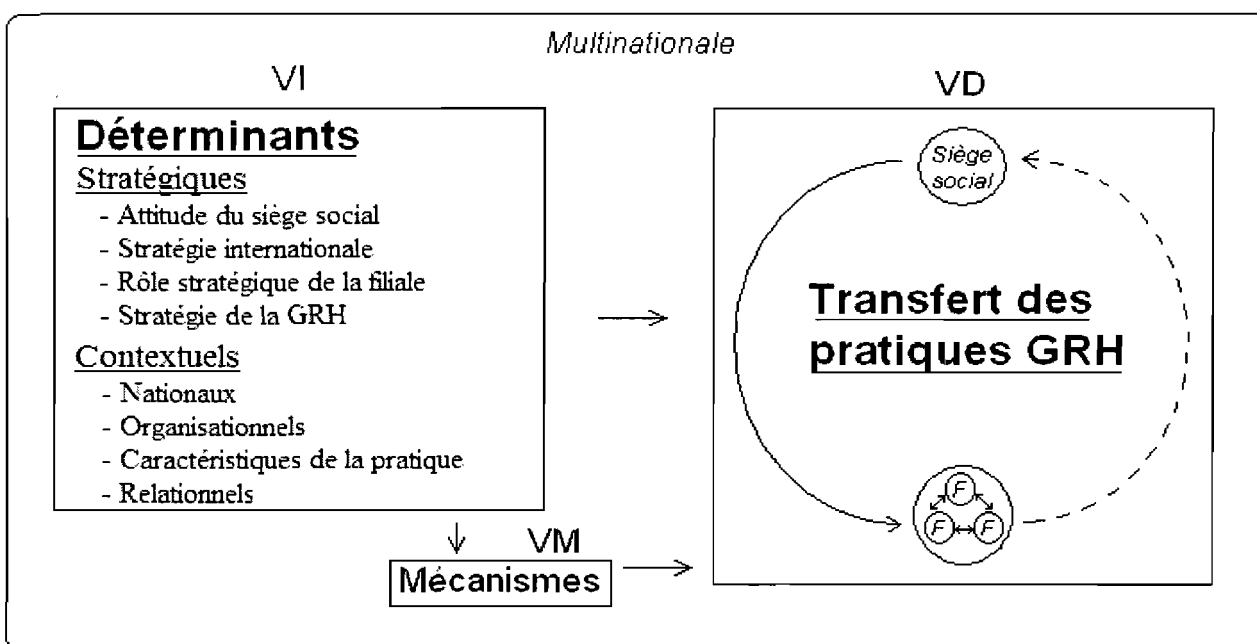 Multinationale
VI
Déterminants
Stratégiques
- Attitude du siège social
- Stratégie internationale
- Rôle stratégique de la filiale
- Stratégie de la GRH
Contextuels
- Nationaux
- Organisationnels
- Caractéristiques de la pratique
- Relationnels
VM
Mécanismes
VD
Siège
social
Transfert des
pratiques GRH
F
F
F